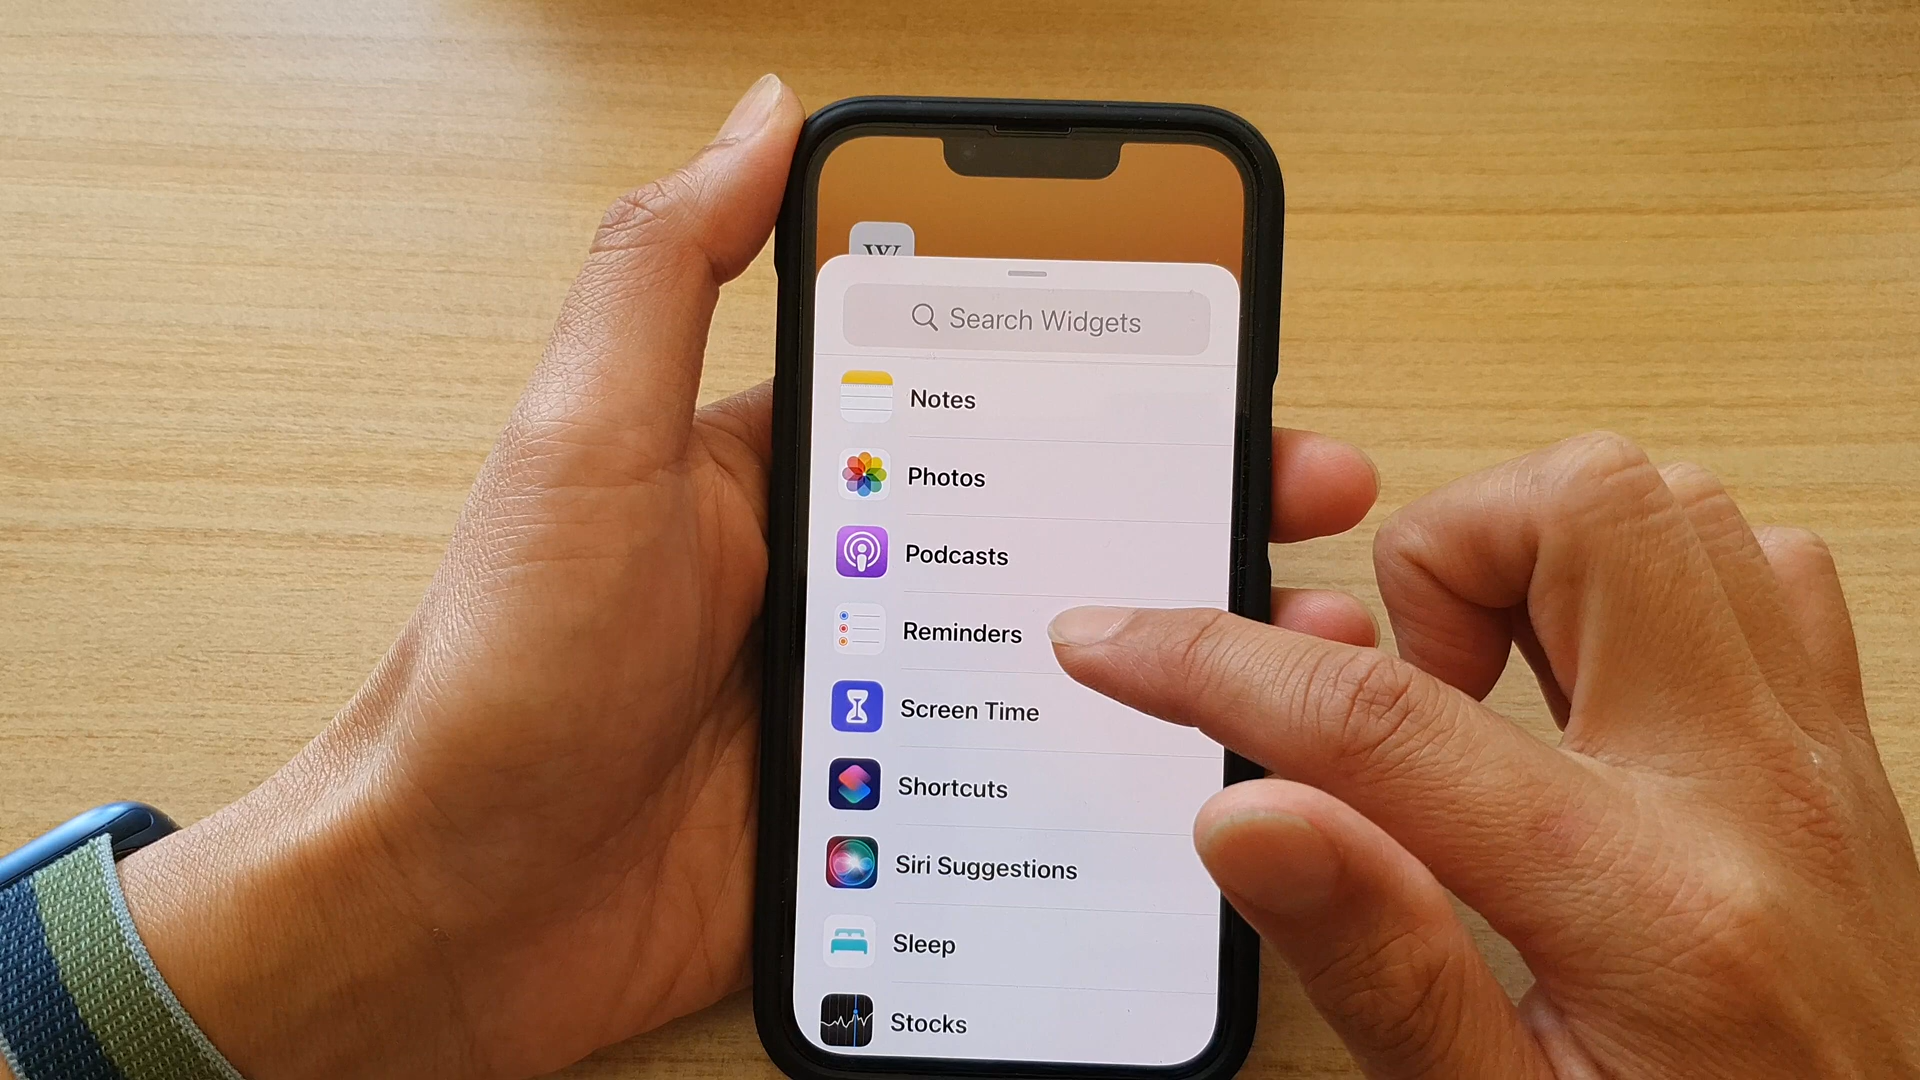 W
Search Widgets
Notes
Photos
Podcasts
Reminders
Screen Time
Shortcuts
Siri Suggestions
Sleep
Stocks